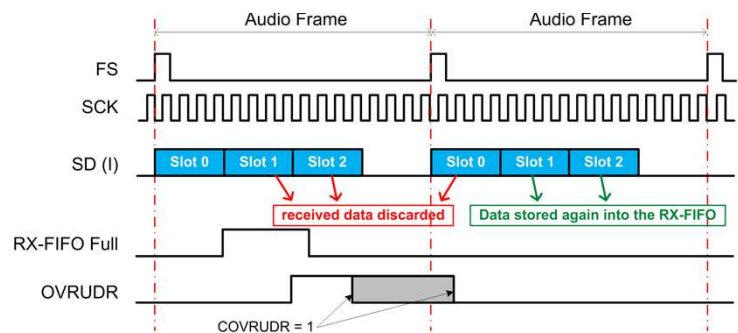 Audio Frame Audio Frame
FS
SCK
SD (I) Slot 0 Slot 1 Slot 2 Slot 0 Slot 1 Slot 2
received data discarded Data stored again into the RX-FIFO
RX-FIFO Full
OVRUDR
COVRUDR = 1